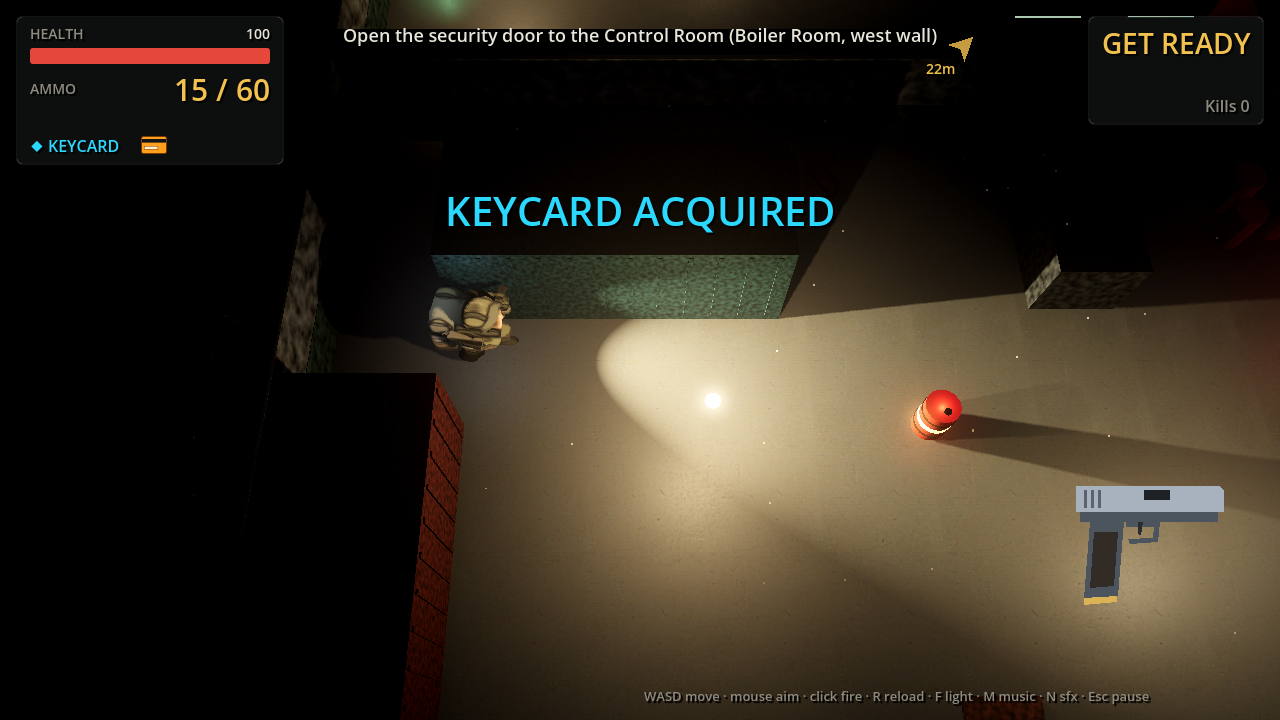 HEALTH 100
AMMO 15 / 60
KEYCARD
Open the security door to the Control Room (Boiler Room, west wall)
22m
GET READY
Kills 0
KEYCARD ACQUIRED
WASD move · mouse aim · click fire · R reload · F light · M music · N sfx · Esc pause